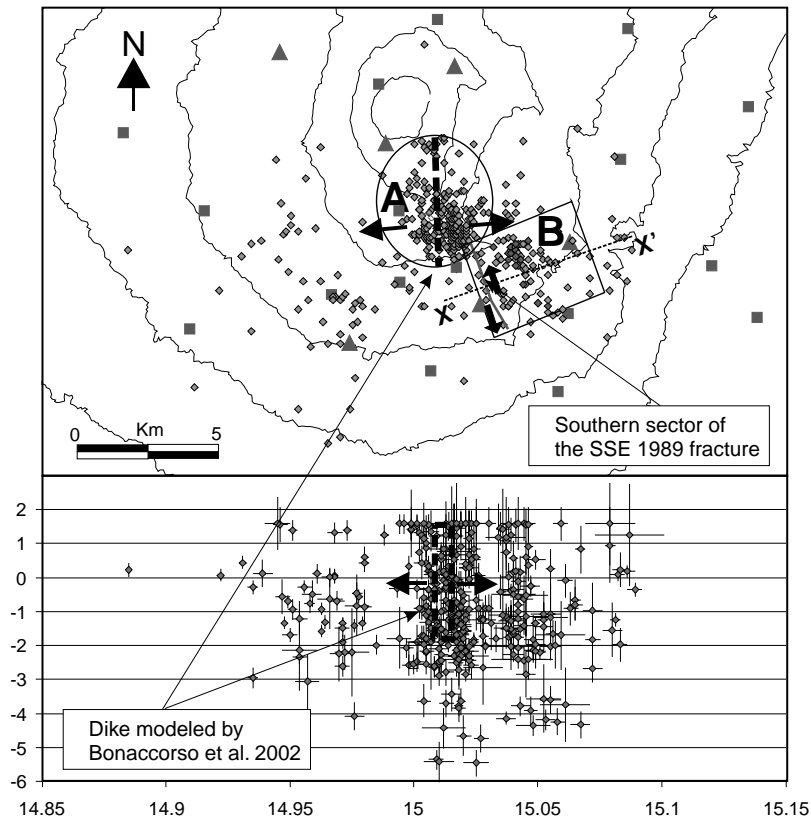 N
A
B
X
X'
0
Km
5
Southern sector of
the SSE 1989 fracture
2
1
0
-1
-2
-3
-4
-5
-6
Dike modeled by
Bonaccorso et al. 2002
14.85
14.9
14.95
15
15.05
15.1
15.15